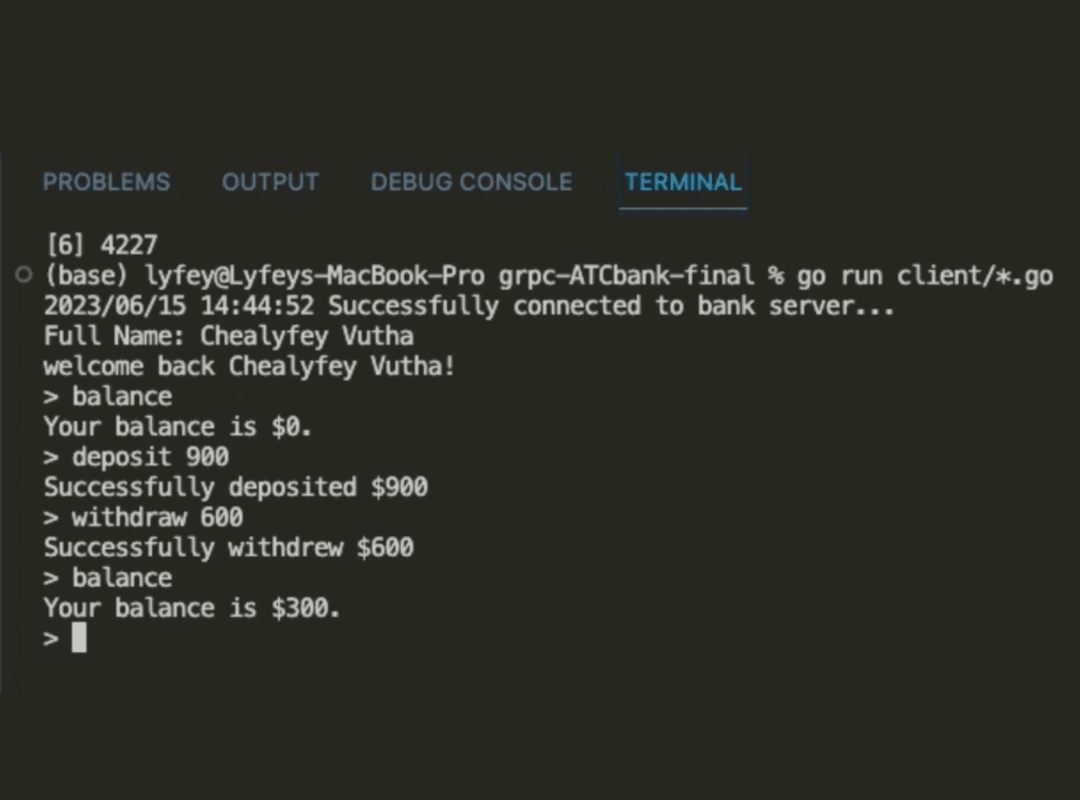 PROBLEMS OUTPUT DEBUG CONSOLE TERMINAL
[6] 4227
(base) lyfey@Lyfeys-MacBook-Pro grpc-ATCbank-final % go run client/*.go
2023/06/15 14:44:52 Successfully connected to bank server...
Full Name: Chealyfey Vutha
welcome back Chealyfey Vutha!
> balance
Your balance is $0.
> deposit 900
Successfully deposited $900
> withdraw 600
Successfully withdrew $600
> balance
Your balance is $300.
>